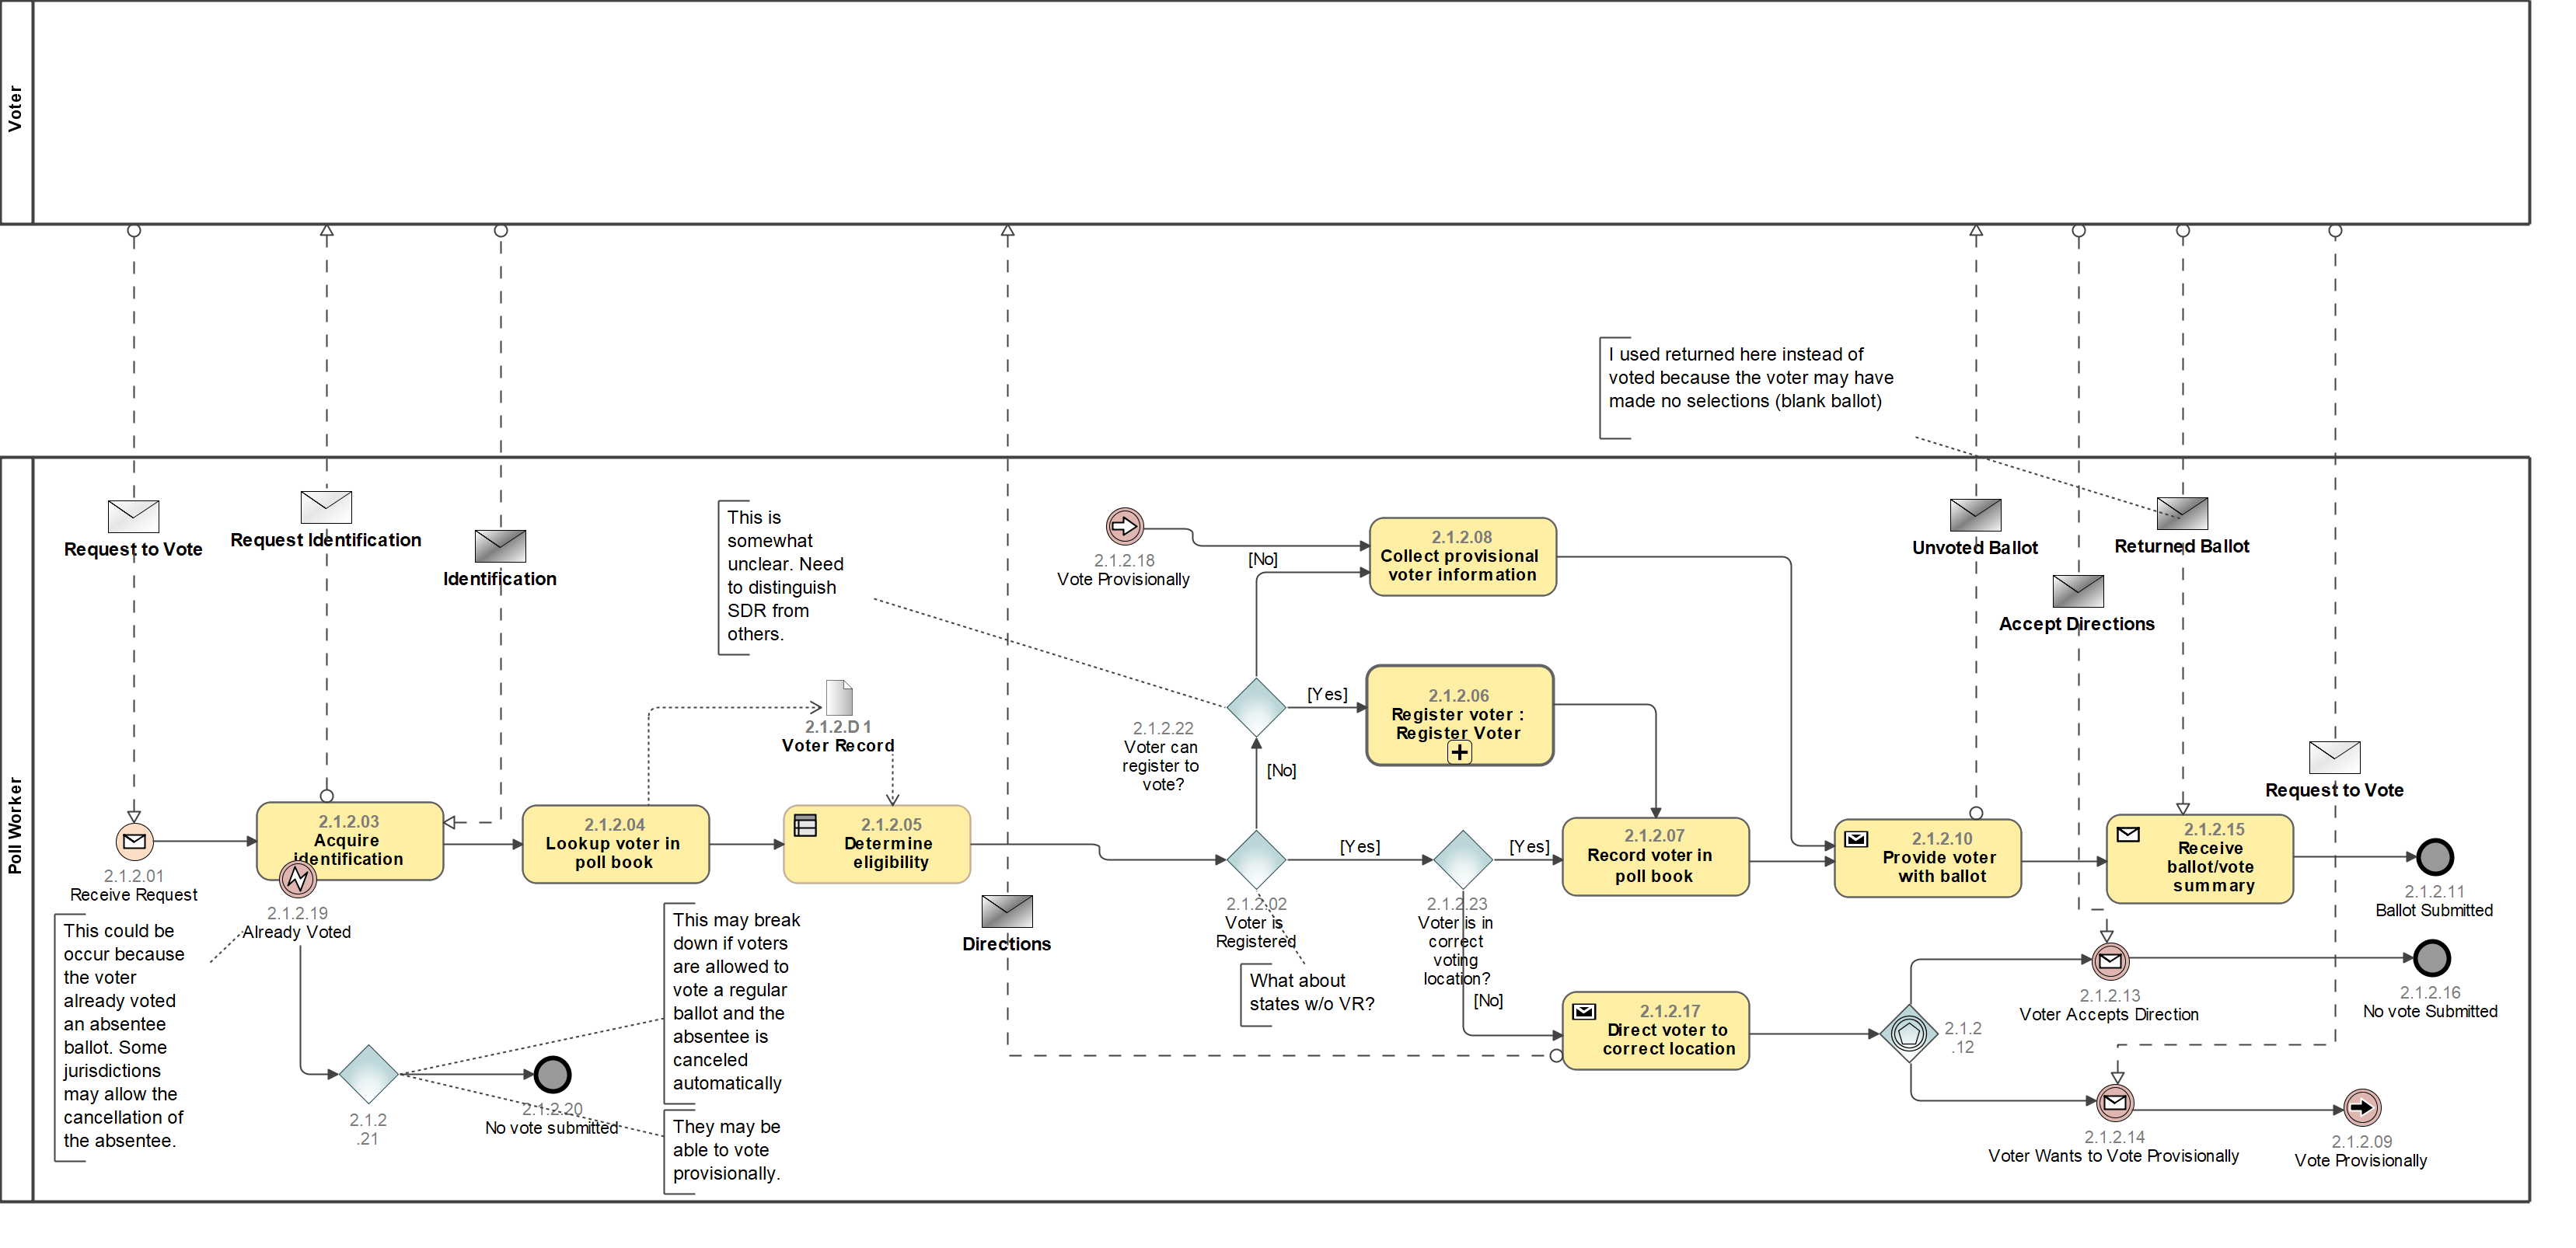 Voter
I used returned here instead of
voted because the voter may have
made no selections (blank ballot)
Poll Worker
Request to Vote
Request Identification
Identification
This is
somewhat
unclear. Need
to distinguish
SDR from
others.
2.1.2.18
Vote Provisionally
[No]
2.1.2.08
Collect provisional
voter information
Unvoted Ballot
Returned Ballot
Accept Directions
2.1.2.D1
Voter Record
2.1.2.22
Voter can
register to
vote?
[Yes]
[No]
2.1.2.06
Register voter :
Register Voter
Request to Vote
2.1.2.01
Receive Request
2.1.2.03
Acquire
identification
2.1.2.04
Lookup voter in
poll book
2.1.2.05
Determine
eligibility
[Yes]
[Yes]
2.1.2.07
Record voter in
poll book
2.1.2.10
Provide voter
with ballot
2.1.2.15
Receive
ballot/vote
summary
2.1.2.11
Ballot Submitted
2.1.2.19
Already Voted
This could be
occur because
the voter
already voted
an absentee
ballot. Some
jurisdictions
may allow the
cancellation of
the absentee.
This may break
down if voters
are allowed to
vote a regular
ballot and the
absentee is
canceled
automatically
Directions
2.1.2.02
Voter is
Registered
What about
states w/o VR?
2.1.2.23
Voter is in
correct
voting
location?
[No]
2.1.2.17
Direct voter to
correct location
2.1.2
.12
2.1.2.13
Voter Accepts Direction
2.1.2.16
No vote Submitted
2.1.2
.21
2.1.2.20
No vote submitted
They may be
able to vote
provisionally.
2.1.2.14
Voter Wants to Vote Provisionally
2.1.2.09
Vote Provisionally